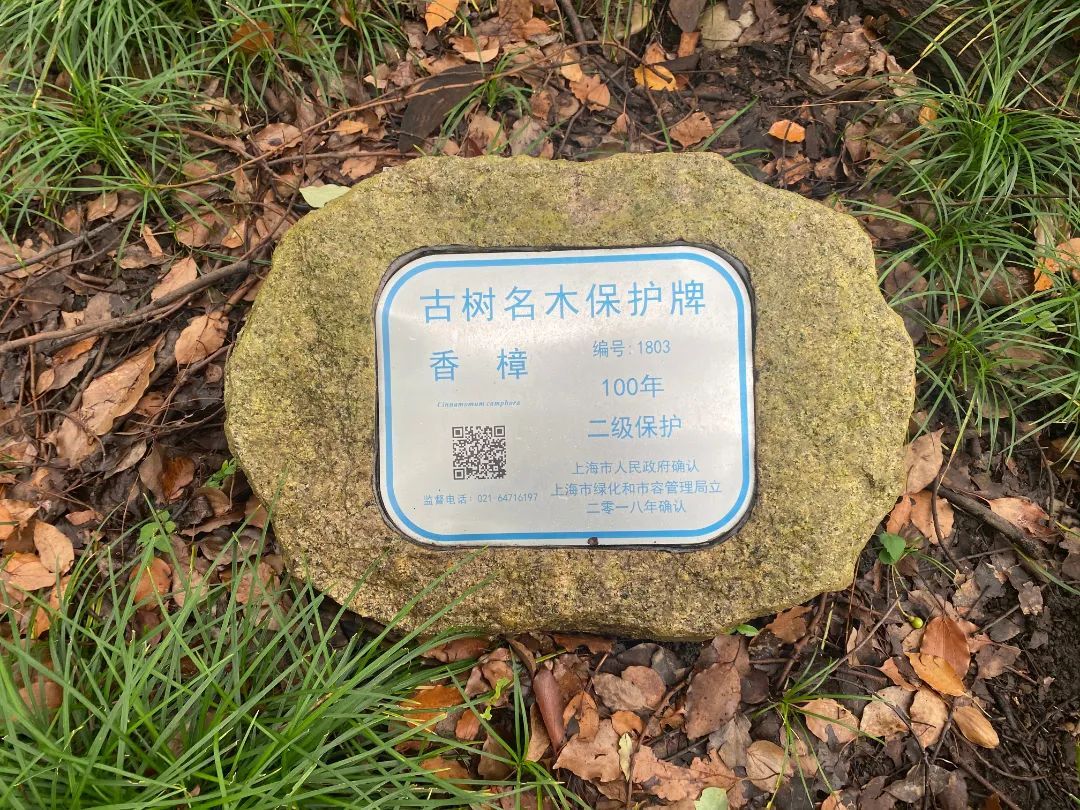 古树名木保护牌
香 樟
Cinnamomum camphora
编号:1803
100年
二级保护
监督电话：021-64716197
上海市人民政府确认
上海市绿化和市容管理局立
二零一八年确认